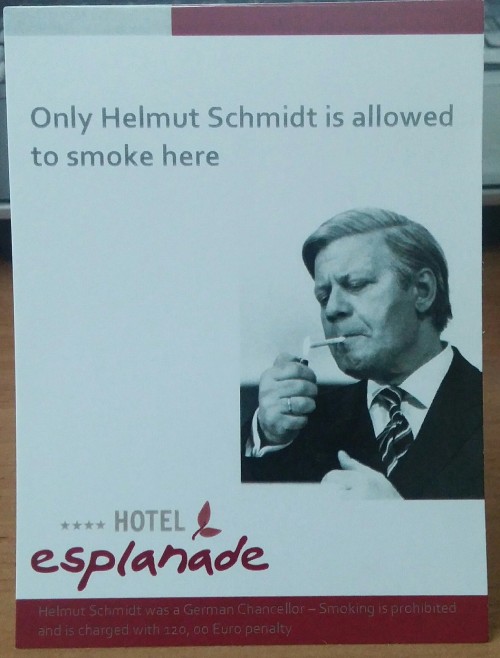 Only Helmut Schmidt is allowed
to smoke here
**** HOTEL
esplanade
Helmut Schmidt was a German Chancellor – Smoking is prohibited
and is charged with 120, 00 Euro penalty